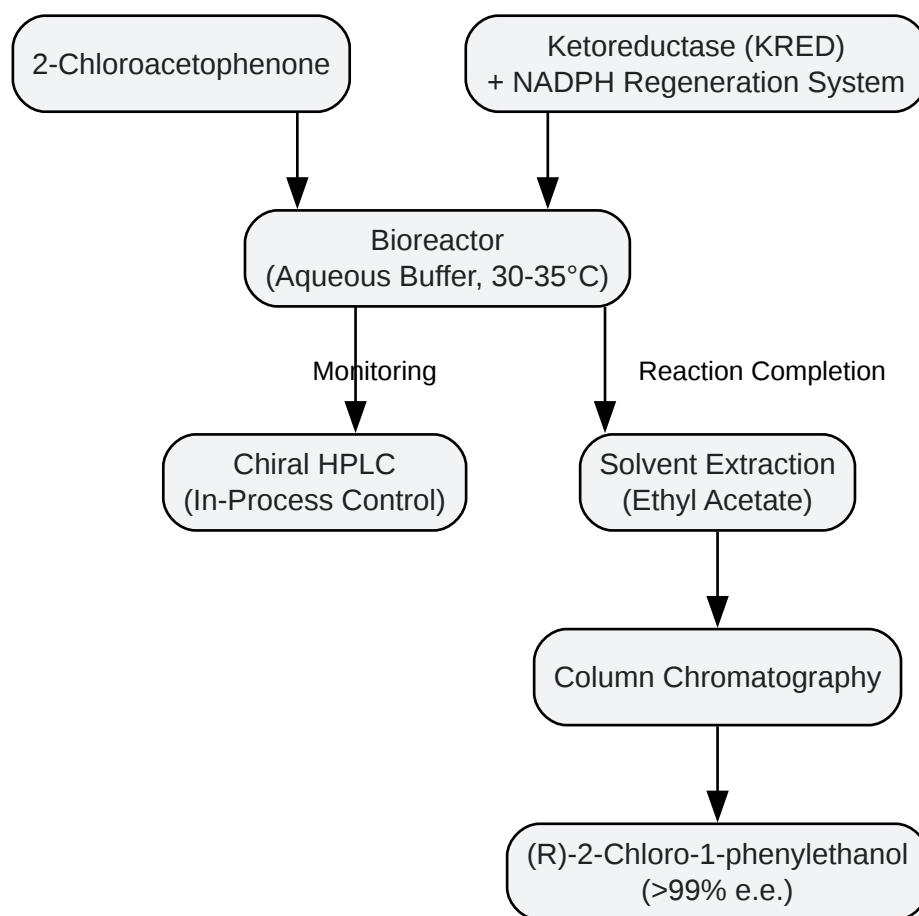 2-Chloroacetophenone
Ketoreductase (KRED)
+ NADPH Regeneration System
Bioreactor
(Aqueous Buffer, 30-35°C)
Monitoring
Reaction Completion
Chiral HPLC
(In-Process Control)
Solvent Extraction
(Ethyl Acetate)
Column Chromatography
(R)-2-Chloro-1-phenylethanol
(>99% e.e.)